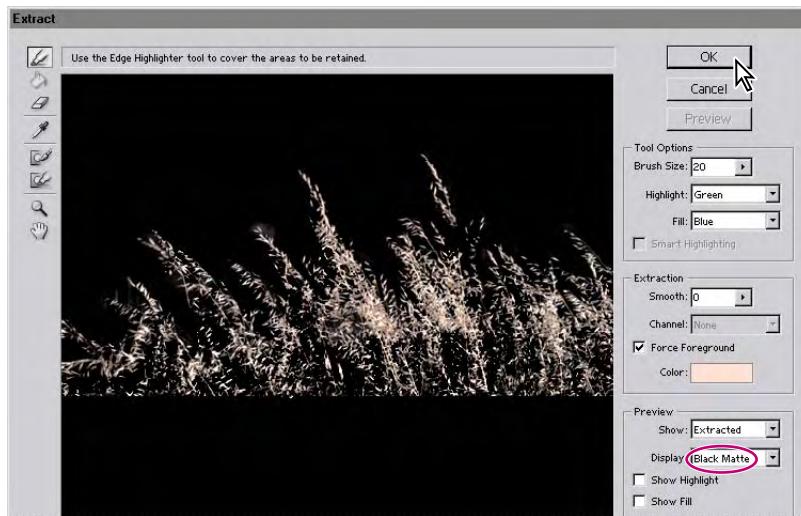 Extract
Use the Edge Highlighter tool to cover the areas to be retained.
OK
Cancel
Preview
Tool Options
Brush Size: 20
Highlight: Green
Fill: Blue
Smart Highlighting
Extraction
Smooth: 0
Channel: None
Force Foreground
Color:
Preview
Show: Extracted
Display: Black Matte
Show Highlight
Show Fill